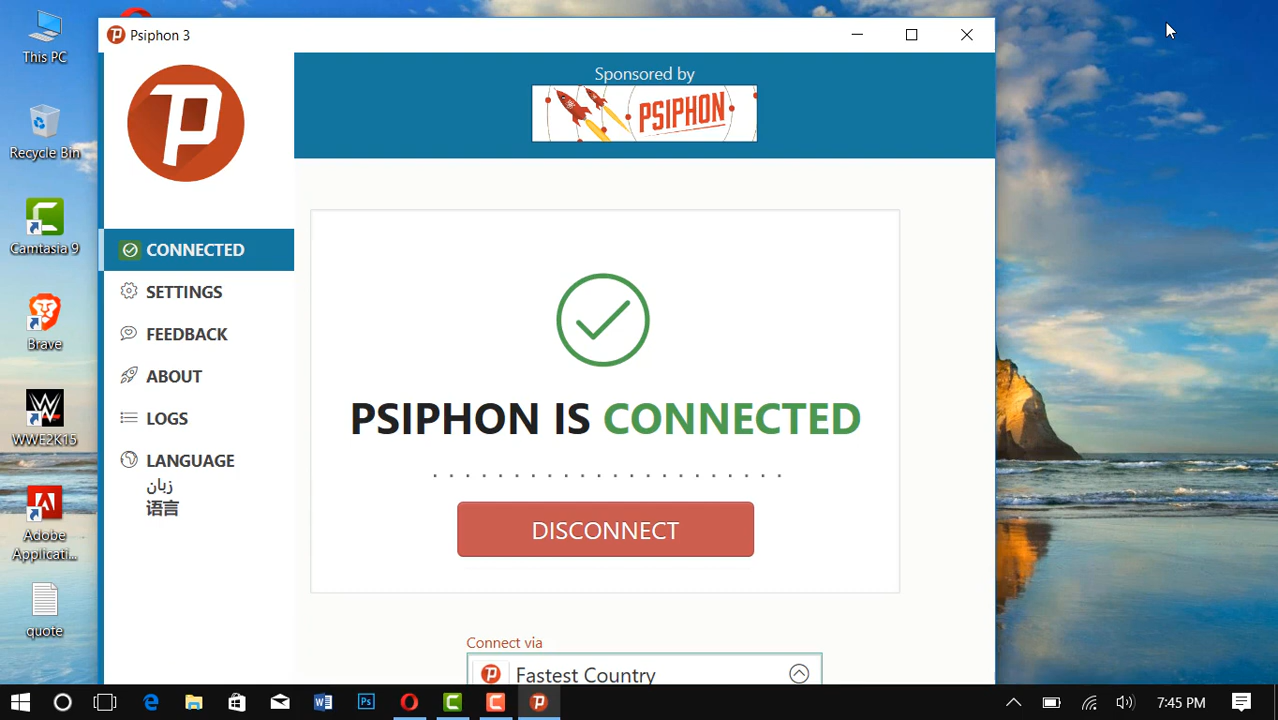 This PC
Recycle Bin
Camtasia 9
Brave
WWE2K15
Adobe
Applicati...
quote
Psiphon 3
CONNECTED
SETTINGS
FEEDBACK
ABOUT
LOGS
LANGUAGE
زبان
语言
Sponsored by
PSIPHON
PSIPHON IS CONNECTED
DISCONNECT
Connect via
Fastest Country
7:45 PM